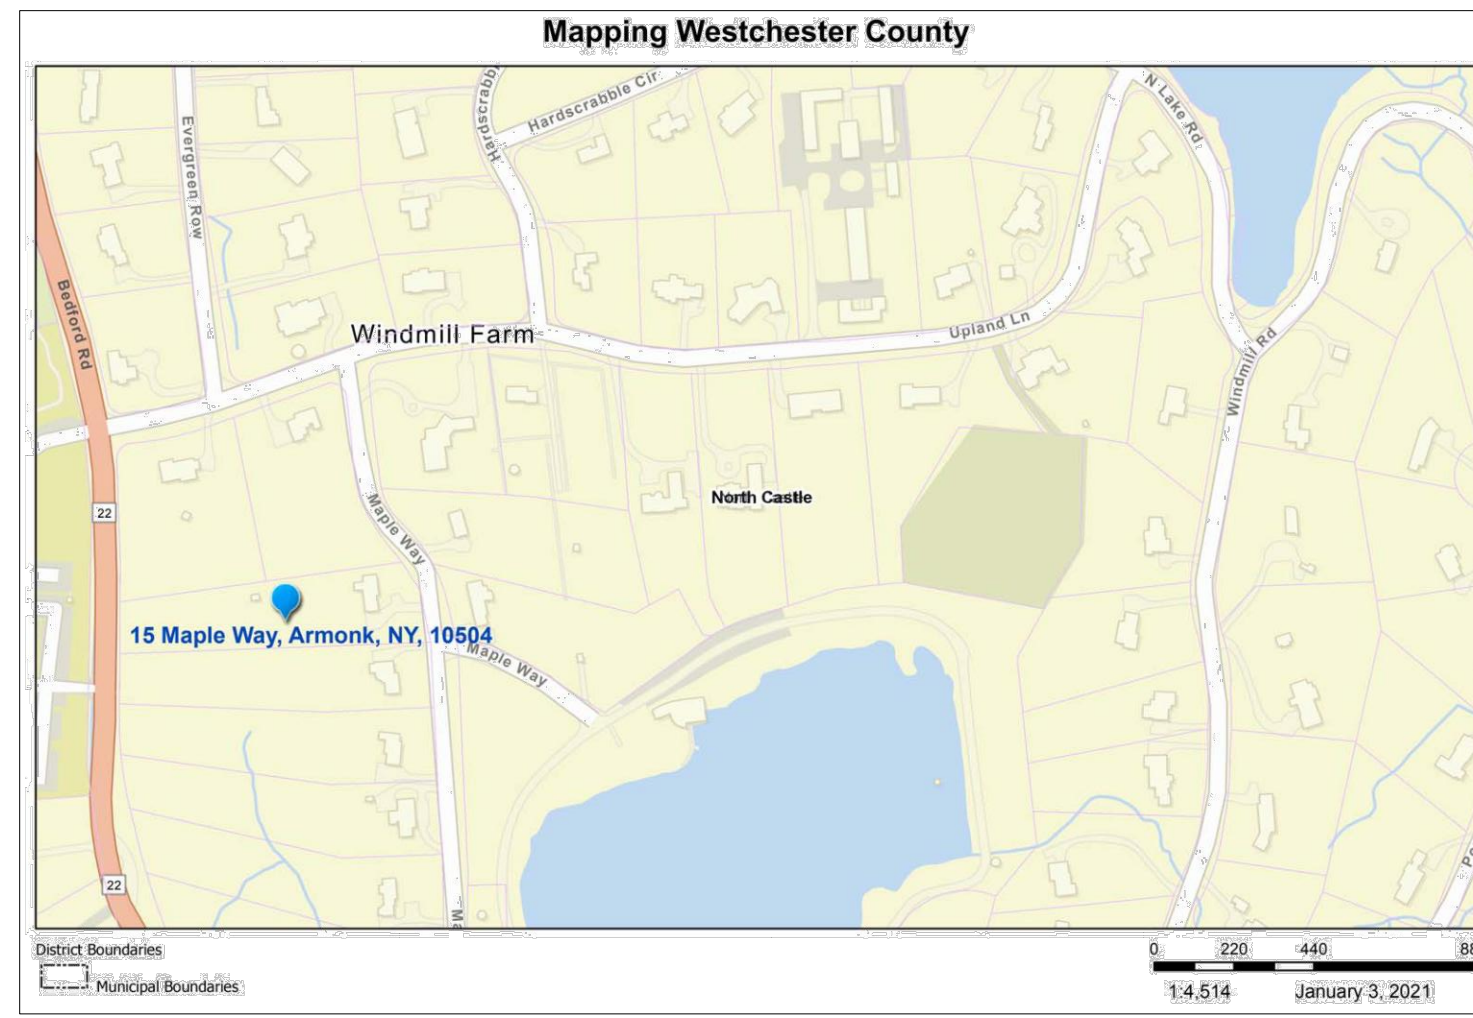 Mapping Westchester County
Hardscrabble Cir
N Lake Rd
Evergreen Row
Bedford Rd
Windmill Farm
Upland Ln
Windmill Rd
22
Maple Way
North Castle
15 Maple Way, Armonk, NY, 10504
Maple Way
22
District Boundaries
Municipal Boundaries
0 220 440
1:4,514
January 3, 2021